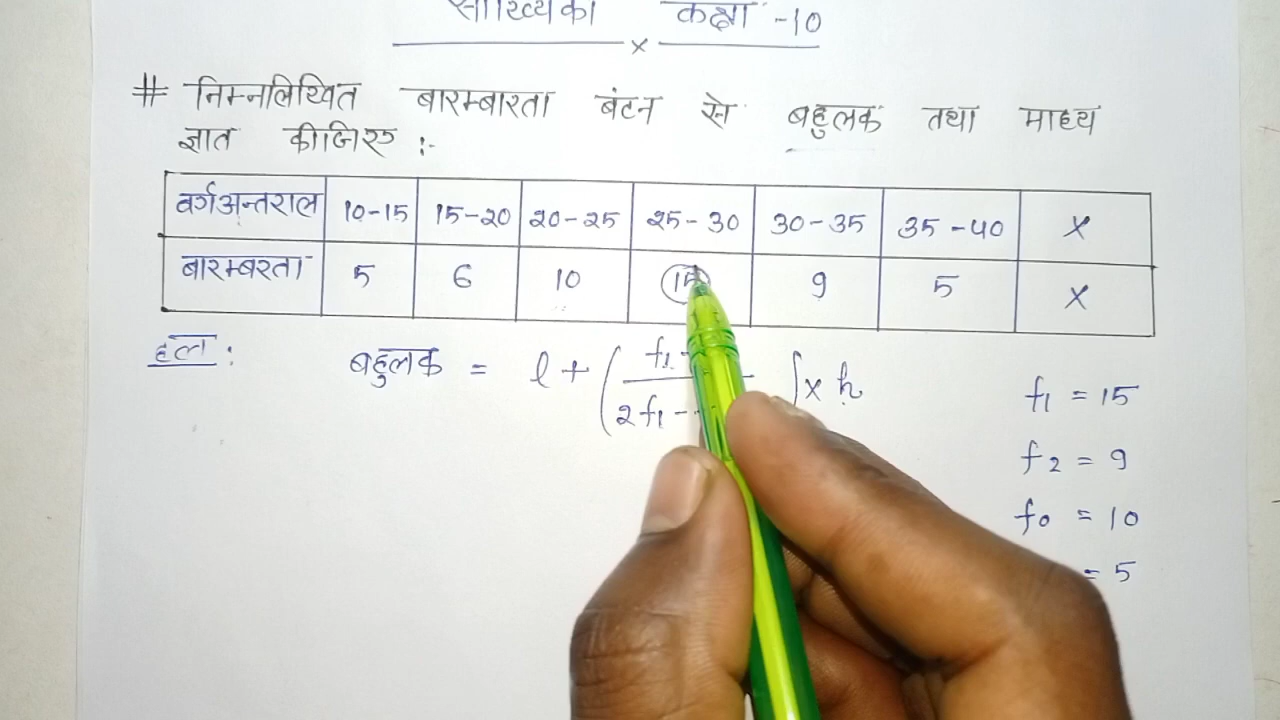 सांख्यिकी कक्षा -10
# निम्नलिखित बारम्बारता बंटन से बहुलक तथा माध्य
ज्ञात कीजिए :-
वर्गअन्तराल 10-15 15-20 20-25 25-30 30-35 35-40 X
बारम्बरता 5 6 10 15 9 5 X
हल : बहुलक = l + ( f1 - / 2f1 - ) x h
f1 = 15
f2 = 9
f0 = 10
= 5